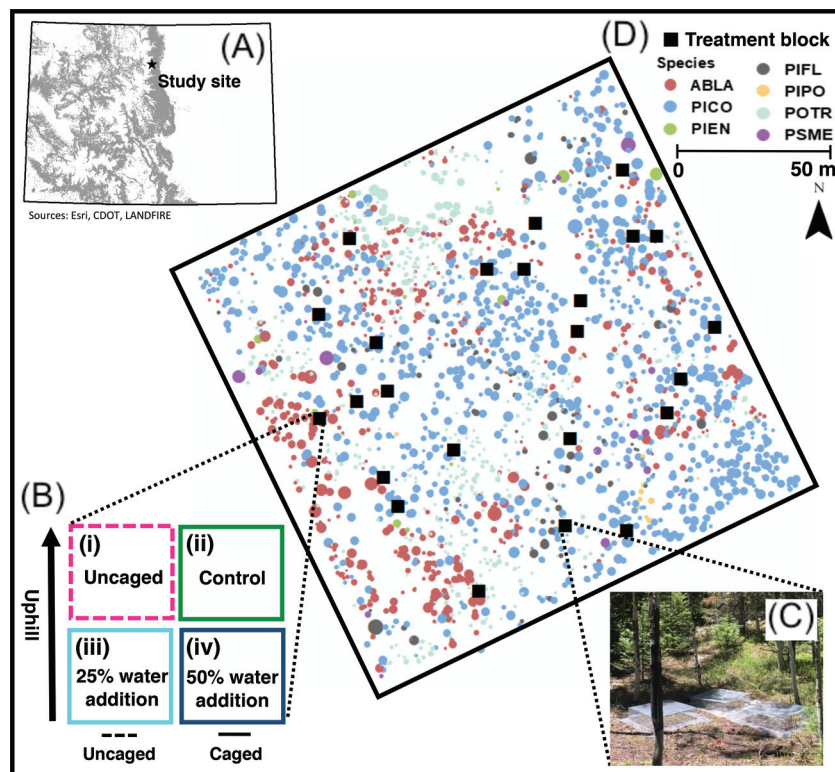 (A)
Study site
Sources: Esri, CDOT, LANDFIRE
(D)
Treatment block
Species
ABLA
PICO
PIEN
PIFL
PIPO
POTR
PSME
0 50 m
N
(B)
Uphill
(i)
Uncaged
(ii)
Control
(iii)
25% water
addition
(iv)
50% water
addition
Uncaged
Caged
(C)